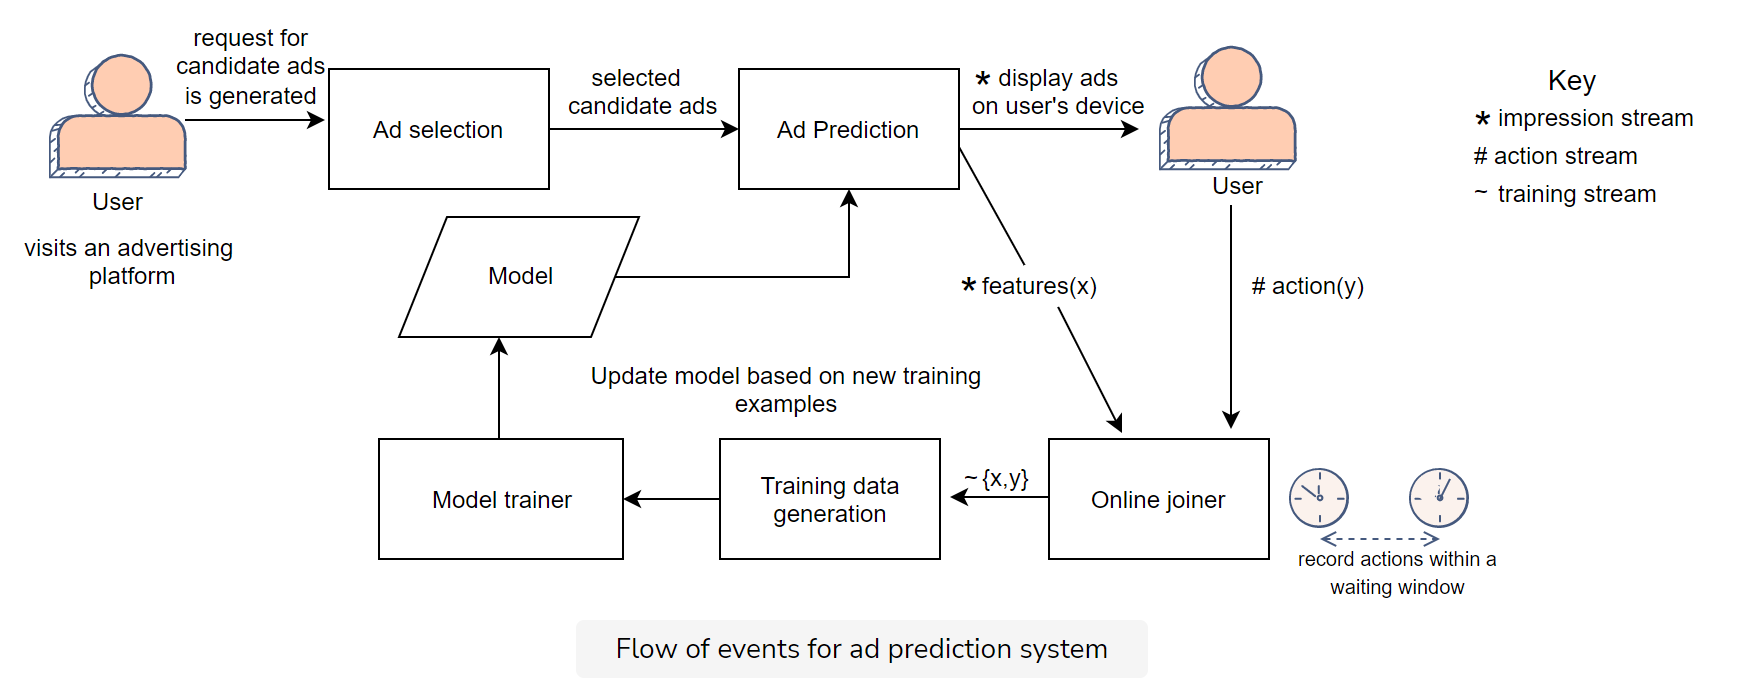 request for
candidate ads
is generated
User
visits an advertising
platform
Ad selection
selected
candidate ads
Ad Prediction
* display ads
on user's device
User
Key
* impression stream
# action stream
~ training stream
Model
* features(x)
# action(y)
Update model based on new training
examples
Model trainer
Training data
generation
~ {x,y}
Online joiner
record actions within a
waiting window
Flow of events for ad prediction system